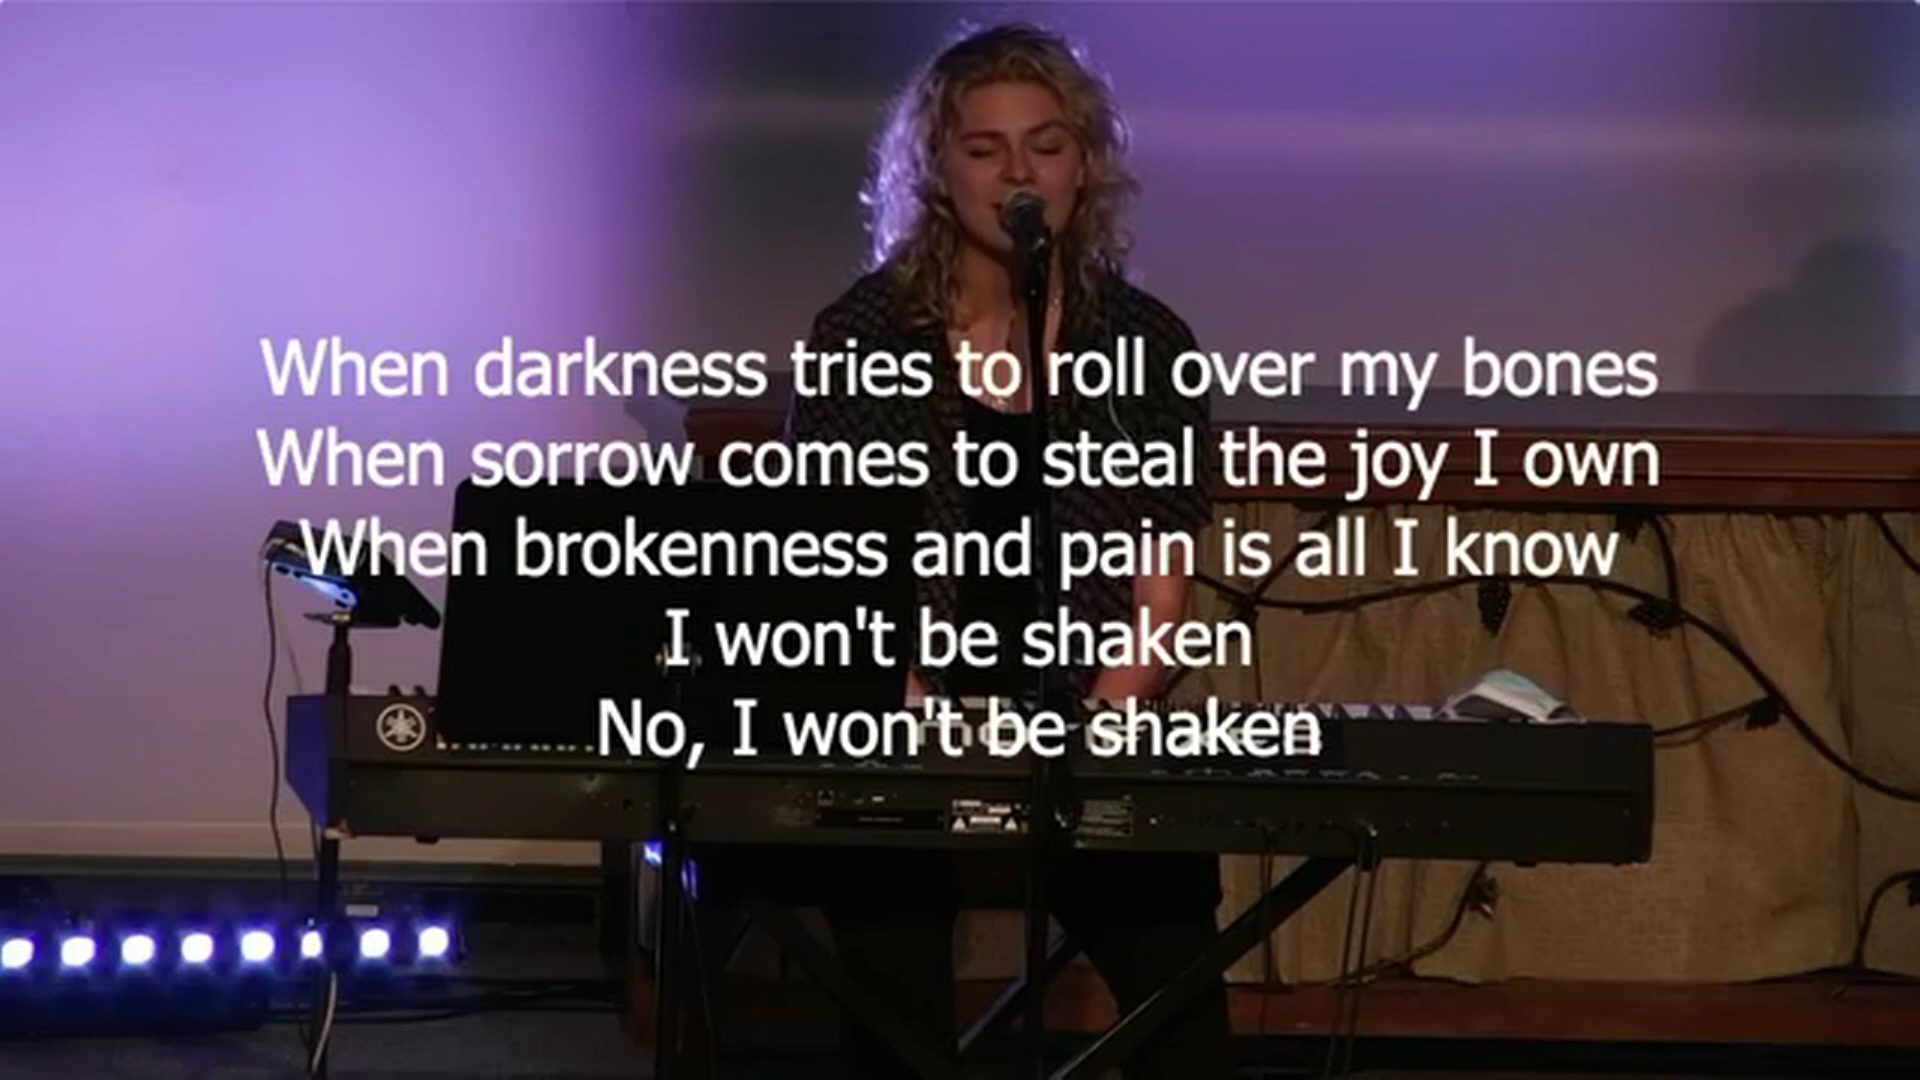 When darkness tries to roll over my bones
When sorrow comes to steal the joy I own
When brokenness and pain is all I know
I won't be shaken
No, I won't be shaken